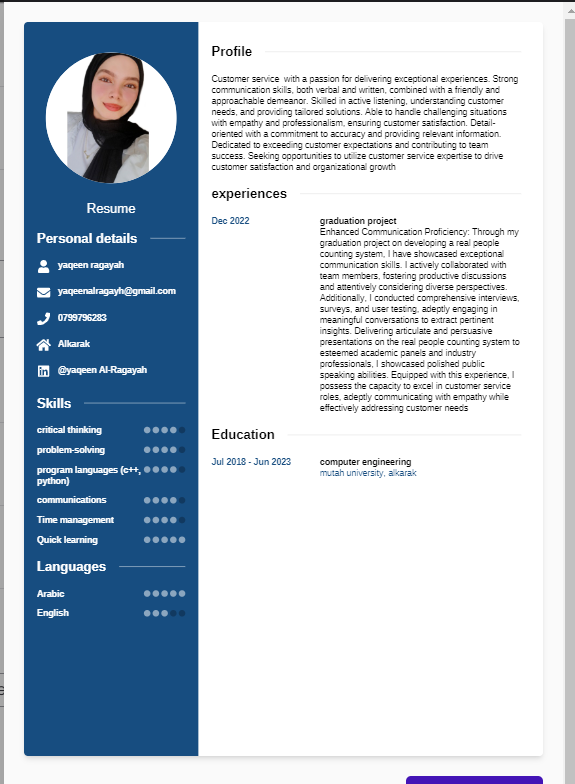 Resume
Personal details
yaqeen ragayah
yaqeenalragayh@gmail.com
0799796283
Alkarak
@yaqeen Al-Ragayah
Skills
critical thinking
problem-solving
program languages (c++,
python)
communications
Time management
Quick learning
Languages
Arabic
English
Profile
Customer service  with a passion for delivering exceptional experiences. Strong
communication skills, both verbal and written, combined with a friendly and
approachable demeanor. Skilled in active listening, understanding customer
needs, and providing tailored solutions. Able to handle challenging situations
with empathy and professionalism, ensuring customer satisfaction. Detail-
oriented with a commitment to accuracy and providing relevant information.
Dedicated to exceeding customer expectations and contributing to team
success. Seeking opportunities to utilize customer service expertise to drive
customer satisfaction and organizational growth
experiences
Dec 2022
graduation project
Enhanced Communication Proficiency: Through my
graduation project on developing a real people
counting system, I have showcased exceptional
communication skills. I actively collaborated with
team members, fostering productive discussions
and attentively considering diverse perspectives.
Additionally, I conducted comprehensive interviews,
surveys, and user testing, adeptly engaging in
meaningful conversations to extract pertinent
insights. Delivering articulate and persuasive
presentations on the real people counting system to
esteemed academic panels and industry
professionals, I showcased polished public
speaking abilities. Equipped with this experience, I
possess the capacity to excel in customer service
roles, adeptly communicating with empathy while
effectively addressing customer needs
Education
Jul 2018 - Jun 2023
computer engineering
mutah university, alkarak